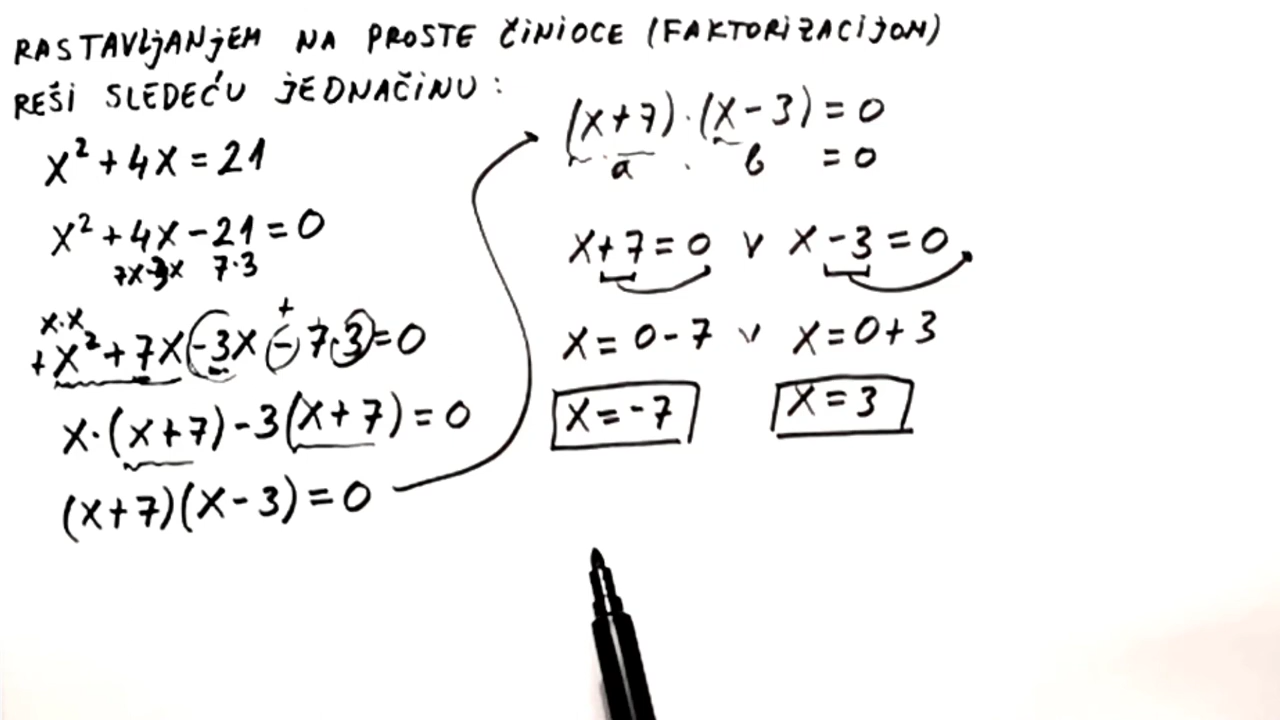 RASTAVLjANjEM NA PROSTE ČINIOCE (FAKTORIZACIJOM)
REŠI SLEDEĆU jEDNAČINU:
x² + 4x = 21
x² + 4x - 21 = 0
7x -3x 7·3
x·x +
+x² + 7x - 3x - 7·3 = 0
x·(x+7) - 3(x+7) = 0
(x+7)(x-3) = 0
(x+7)·(x-3) = 0
a · b = 0
x+7=0 v x-3=0
x=0-7 v x=0+3
x=-7 x=3